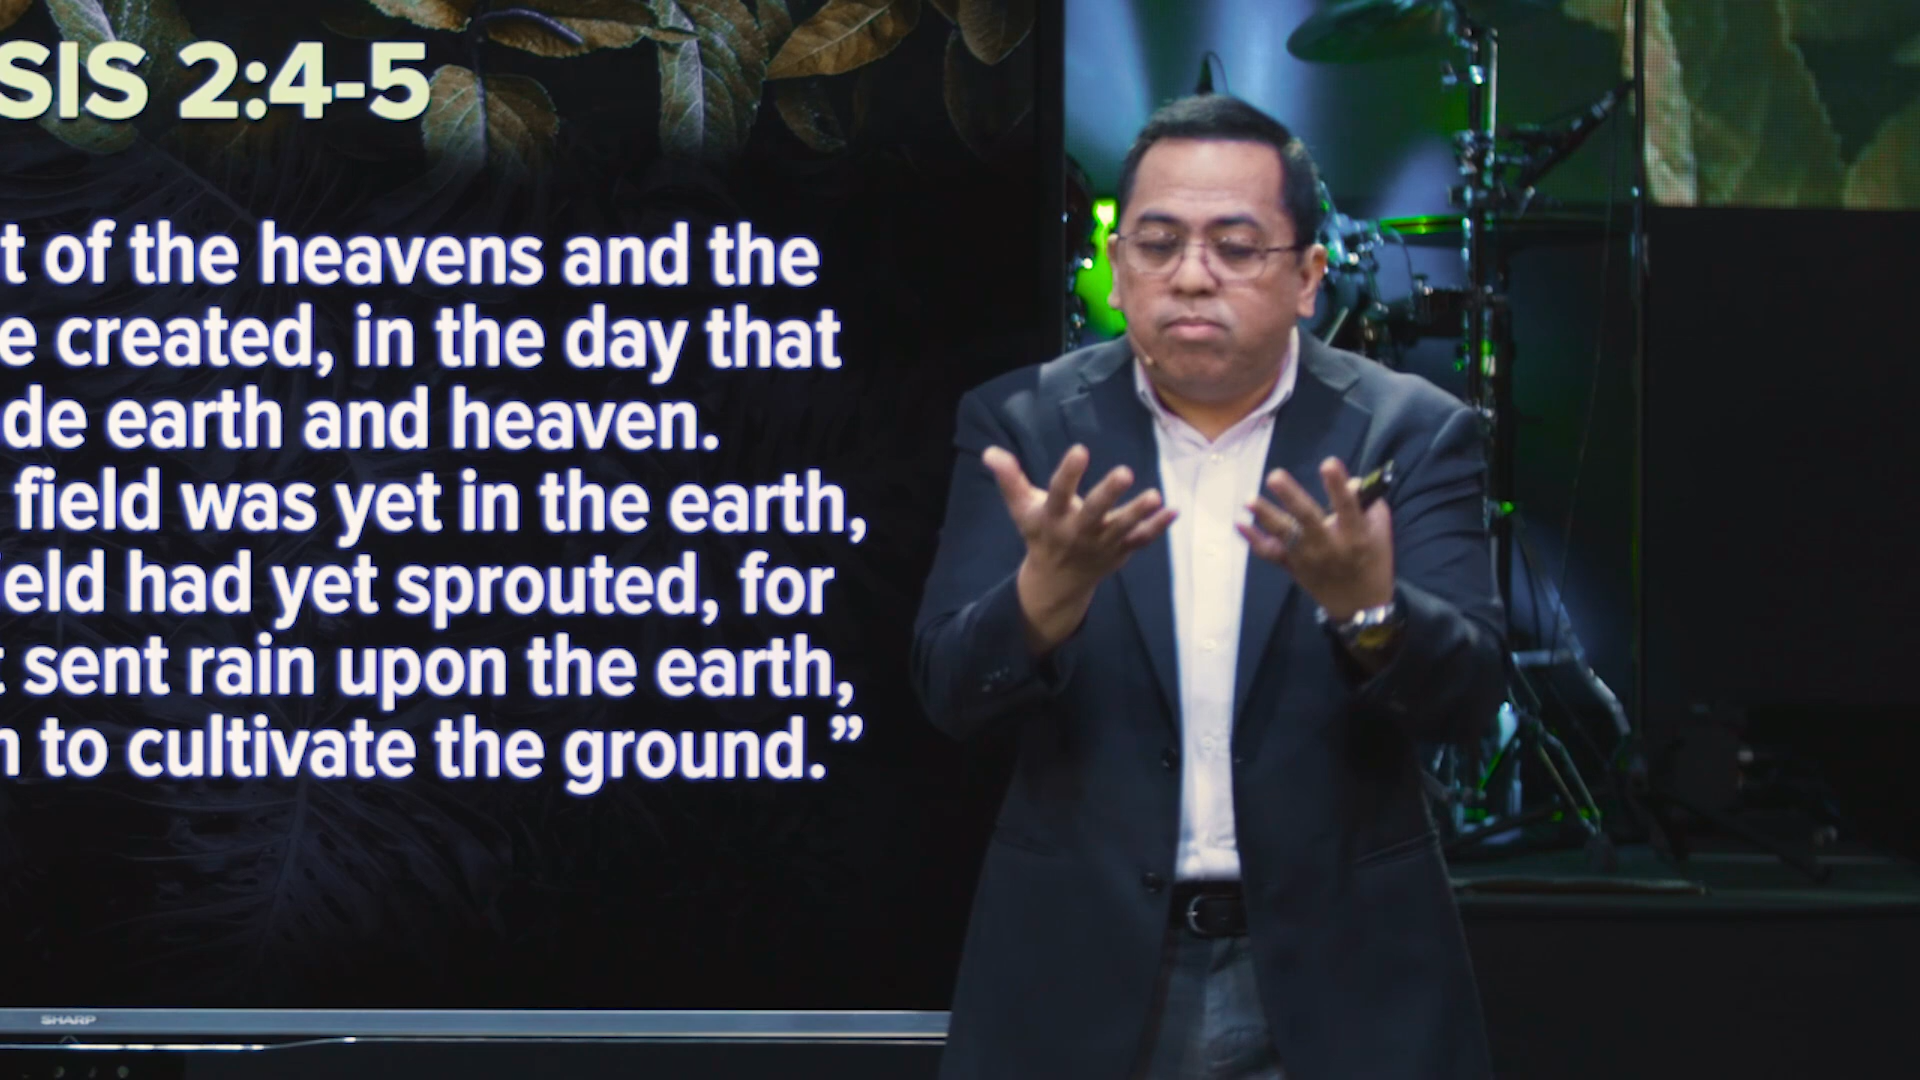 SIS 2:4-5
t of the heavens and the
e created, in the day that
de earth and heaven.
field was yet in the earth,
ield had yet sprouted, for
t sent rain upon the earth,
n to cultivate the ground.”
SHARP